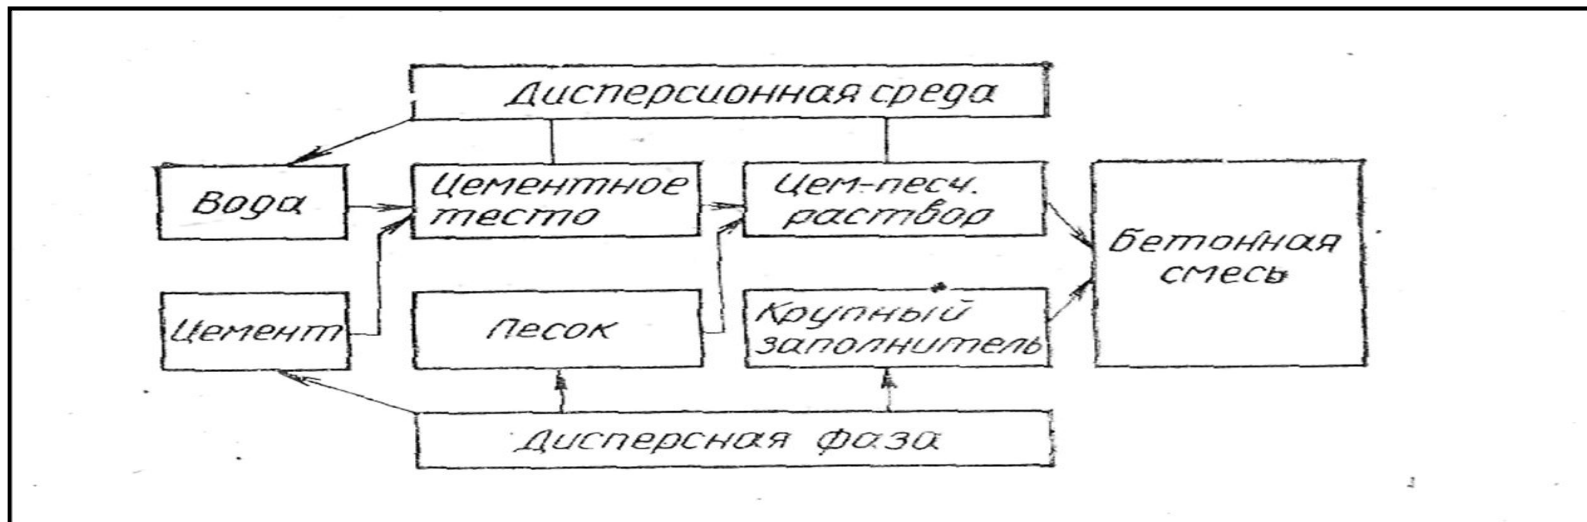 Дисперсионная среда
Вода
Цементное
тесто
Цем-песч.
раствор
Бетонная
смесь
Цемент
Песок
Крупный
заполнитель
Дисперсная фаза